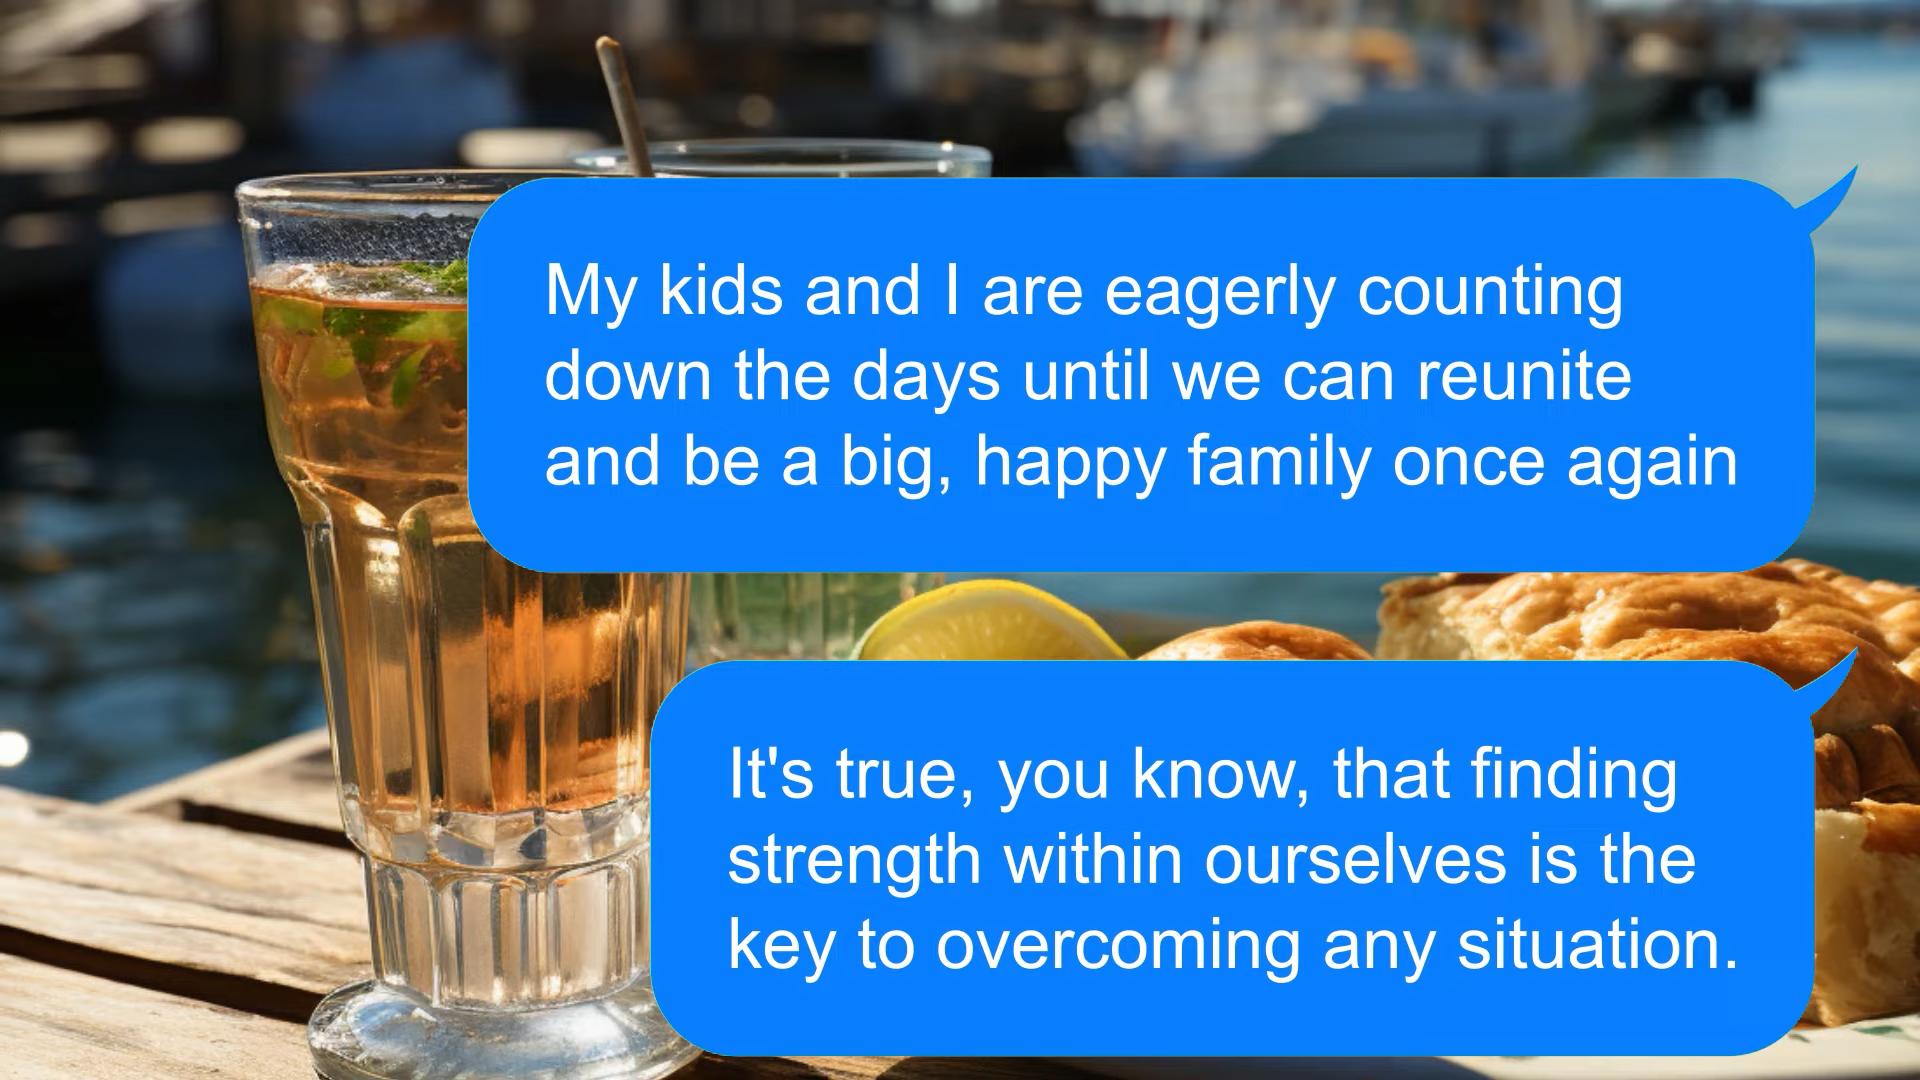 My kids and I are eagerly counting
down the days until we can reunite
and be a big, happy family once again
It's true, you know, that finding
strength within ourselves is the
key to overcoming any situation.